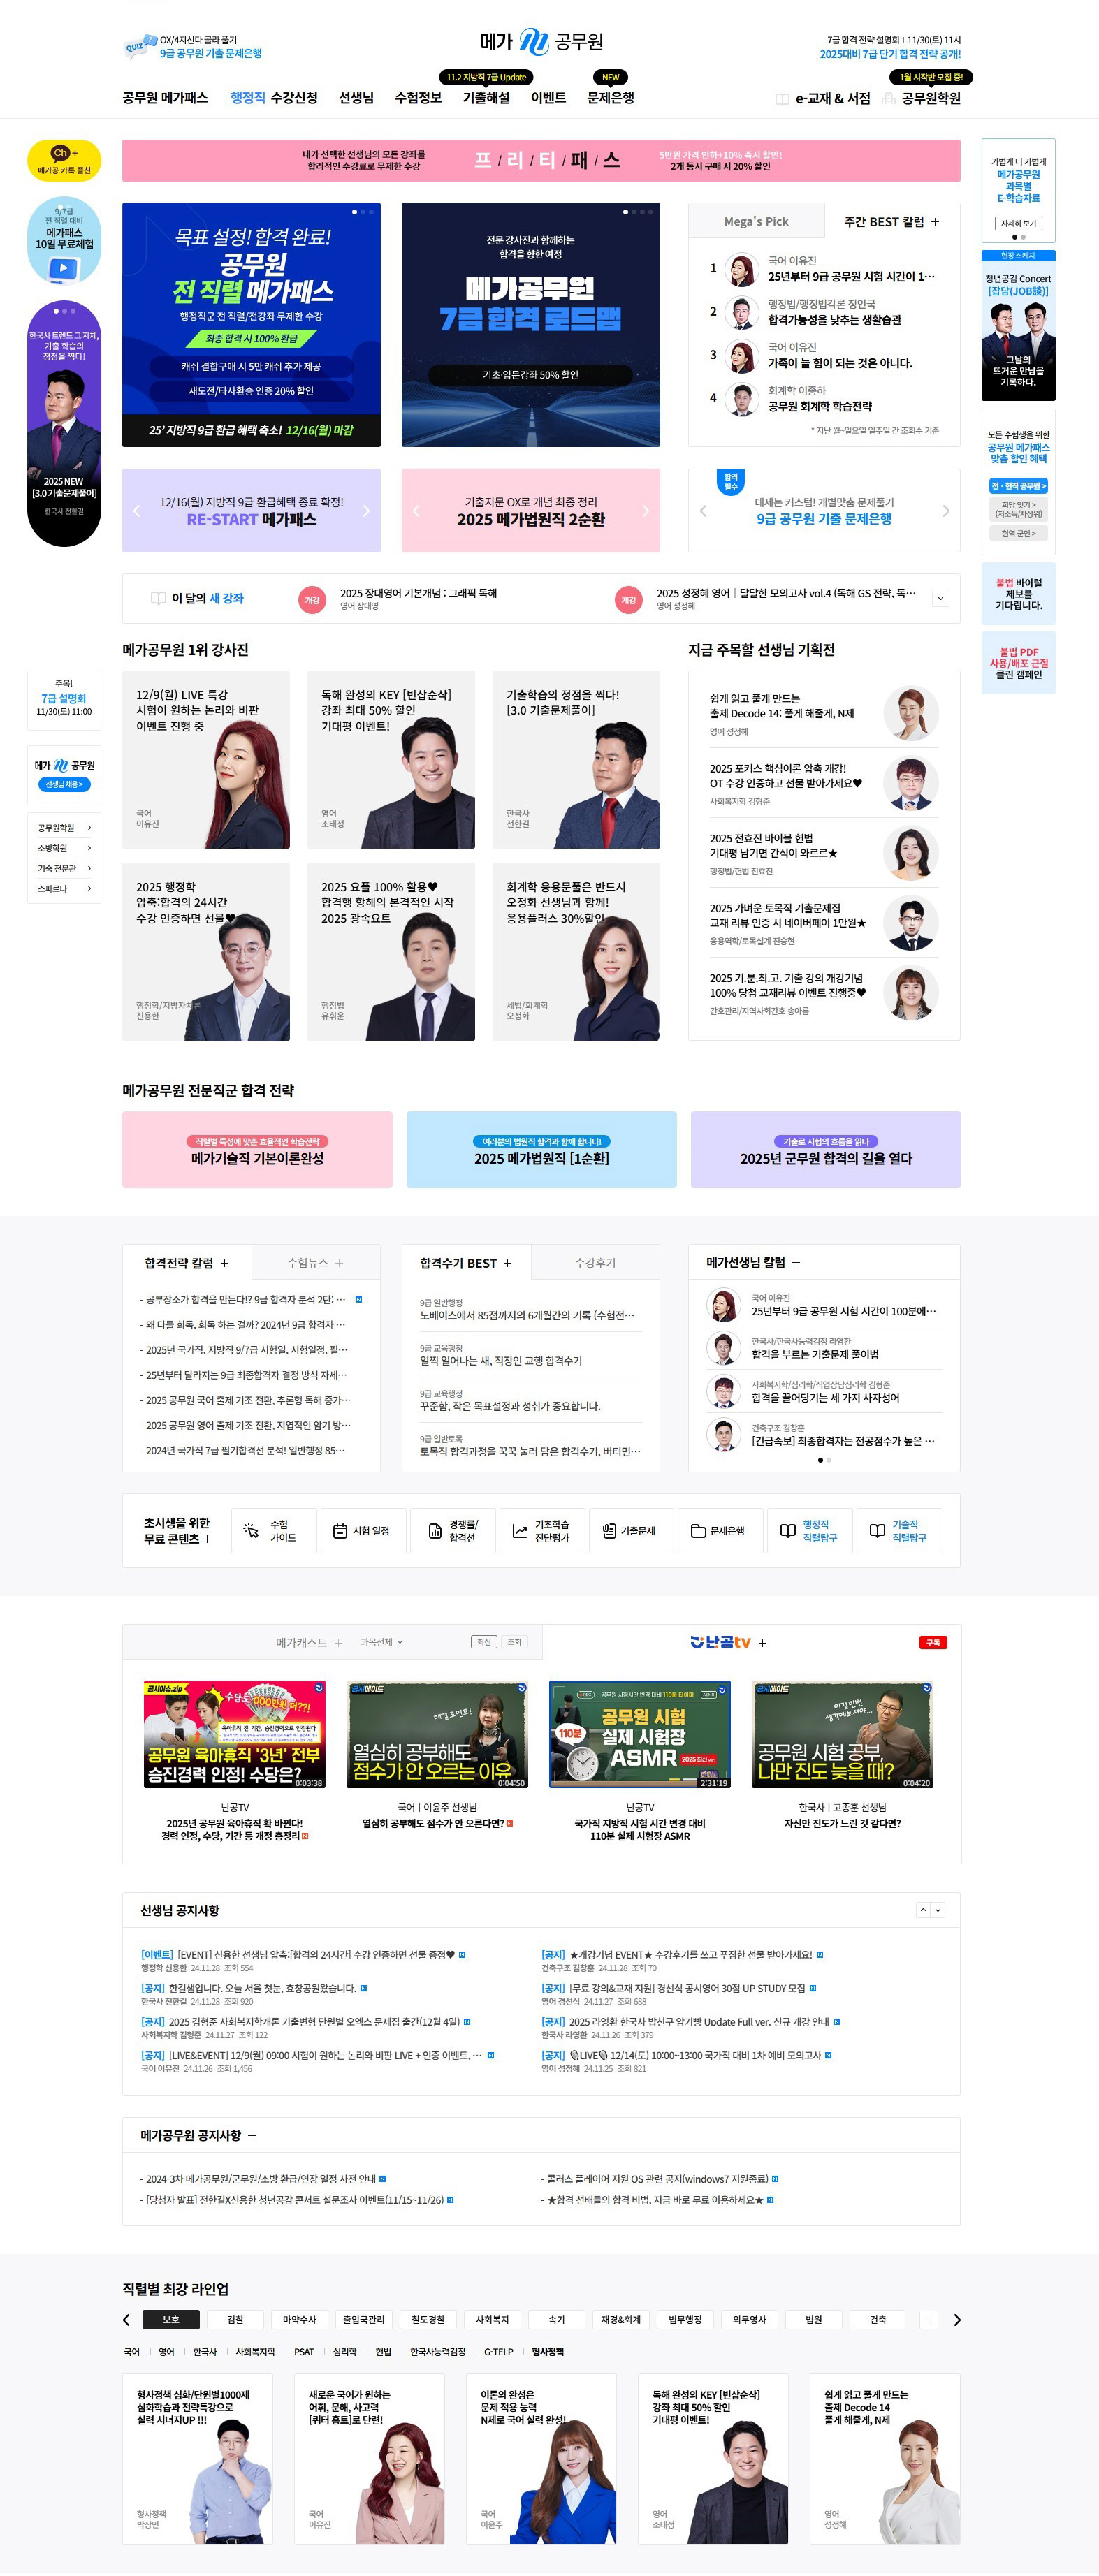 QUIZ
OX/4지선다 골라 풀기
9급 공무원 기출 문제은행
메가 공무원
7급 합격 전략 설명회 | 11/30(토) 11시
2025대비 7급 단기 합격 전략 공개!
11.2 지방직 7급 Update
NEW
1월 시작반 모집 중!
공무원 메가패스
행정직 수강신청
선생님
수험정보
기출해설
이벤트
문제은행
e-교재 & 서점
공무원학원
Ch +
메가공 카톡 플친
9/7급
전 직렬 대비
메가패스
10일 무료체험
한국사 트렌드 그 자체,
기출 학습의
정점을 찍다!
2025 NEW
[3.0 기출문제풀이]
한국사 전한길
내가 선택한 선생님의 모든 강좌를
합리적인 수강료로 무제한 수강
프 / 리 / 티 / 패 / 스
5만원 가격 인하+10% 즉시 할인!
2개 동시 구매 시 20% 할인
목표 설정! 합격 완료!
공무원
전 직렬 메가패스
행정직군 전 직렬/전강좌 무제한 수강
최종 합격 시 100% 환급
캐쉬 결합구매 시 5만 캐쉬 추가 제공
재도전/타사환승 인증 20% 할인
25' 지방직 9급 환급 혜택 축소! 12/16(월) 마감
전문 강사진과 함께하는
합격을 향한 여정
메가공무원
7급 합격 로드맵
기초·입문강좌 50% 할인
Mega's Pick
주간 BEST 칼럼 +
1
국어 이유진
25년부터 9급 공무원 시험 시간이 1…
2
행정법/행정법각론 정인국
합격가능성을 낮추는 생활습관
3
국어 이유진
가족이 늘 힘이 되는 것은 아니다.
4
회계학 이종하
공무원 회계학 학습전략
* 지난 월~일요일 일주일 간 조회수 기준
가볍게 더 가볍게
메가공무원
과목별
E-학습자료
자세히 보기
현장 스케치
청년공감 Concert
[잡담(JOB談)]
그날의
뜨거운 만남을
기록하다.
모든 수험생을 위한
공무원 메가패스
맞춤 할인 혜택
전·현직 공무원 >
희망 잇기 >
(저소득/차상위)
현역 군인 >
불법 바이럴
제보를
기다립니다.
불법 PDF
사용/배포 근절
클린 캠페인
12/16(월) 지방직 9급 환급혜택 종료 확정!
RE-START 메가패스
기출지문 OX로 개념 최종 정리
2025 메가법원직 2순환
합격
필수
대세는 커스텀! 개별맞춤 문제풀기
9급 공무원 기출 문제은행
이 달의 새 강좌
개강
2025 장대영어 기본개념 : 그래픽 독해
영어 장대영
개강
2025 성정혜 영어 | 달달한 모의고사 vol.4 (독해 GS 전략, 독…
영어 성정혜
주목!
7급 설명회
11/30(토) 11:00
메가 공무원
선생님 채용 >
공무원학원 >
소방학원 >
기숙 전문관 >
스파르타 >
메가공무원 1위 강사진
12/9(월) LIVE 특강
시험이 원하는 논리와 비판
이벤트 진행 중
국어
이유진
독해 완성의 KEY [빈삽순삭]
강좌 최대 50% 할인
기대평 이벤트!
영어
조태정
기출학습의 정점을 찍다!
[3.0 기출문제풀이]
한국사
전한길
2025 행정학
압축:합격의 24시간
수강 인증하면 선물♥
행정학/지방자치론
신용한
2025 요플 100% 활용♥
합격행 항해의 본격적인 시작
2025 광속요트
행정법
유휘운
회계학 응용문풀은 반드시
오정화 선생님과 함께!
응용플러스 30%할인
세법/회계학
오정화
지금 주목할 선생님 기획전
쉽게 읽고 풀게 만드는
출제 Decode 14: 풀게 해줄게, N제
영어 성정혜
2025 포커스 핵심이론 압축 개강!
OT 수강 인증하고 선물 받아가세요♥
사회복지학 김형준
2025 전효진 바이블 헌법
기대평 남기면 간식이 와르르★
행정법/헌법 전효진
2025 가벼운 토목직 기출문제집
교재 리뷰 인증 시 네이버페이 1만원★
응용역학/토목설계 진승현
2025 기.분.최.고. 기출 강의 개강기념
100% 당첨 교재리뷰 이벤트 진행중♥
간호관리/지역사회간호 송아름
메가공무원 전문직군 합격 전략
직렬별 특성에 맞춘 효율적인 학습전략
메가기술직 기본이론완성
여러분의 법원직 합격과 함께 합니다!
2025 메가법원직 [1순환]
기출로 시험의 흐름을 읽다
2025년 군무원 합격의 길을 열다
합격전략 칼럼 +
수험뉴스 +
- 공부장소가 합격을 만든다!? 9급 합격자 분석 2탄: …
- 왜 다들 회독, 회독 하는 걸까? 2024년 9급 합격자 …
- 2025년 국가직, 지방직 9/7급 시험일, 시험일정, 필…
- 25년부터 달라지는 9급 최종합격자 결정 방식 자세…
- 2025 공무원 국어 출제 기조 전환, 추론형 독해 증가…
- 2025 공무원 영어 출제 기조 전환, 지엽적인 암기 방…
- 2024년 국가직 7급 필기합격선 분석! 일반행정 85…
합격수기 BEST +
수강후기
9급 일반행정
노베이스에서 85점까지의 6개월간의 기록 (수험전…
9급 교육행정
일찍 일어나는 새, 직장인 교행 합격수기
9급 교육행정
꾸준함, 작은 목표설정과 성취가 중요합니다.
9급 일반토목
토목직 합격과정을 꾹꾹 눌러 담은 합격수기, 버티면…
메가선생님 칼럼 +
국어 이유진
25년부터 9급 공무원 시험 시간이 100분에…
한국사/한국사능력검정 라영환
합격을 부르는 기출문제 풀이법
사회복지학/심리학/직업상담심리학 김형준
합격을 끌어당기는 세 가지 사자성어
건축구조 김창훈
[긴급속보] 최종합격자는 전공점수가 높은 …
초시생을 위한
무료 콘텐츠 +
수험
가이드
시험 일정
경쟁률/
합격선
기초학습
진단평가
기출문제
문제은행
행정직
직렬탐구
기술직
직렬탐구
메가캐스트 +
과목전체
최신
조회
난공tv +
구독
공시이슈.zip
수당도 000만원 더??!
육아휴직 전 기간, 승진경력으로 인정된다
공무원 육아휴직 '3년' 전부
승진경력 인정! 수당은?
0:03:38
난공TV
2025년 공무원 육아휴직 확 바뀐다!
경력 인정, 수당, 기간 등 개정 총정리
공시메이트
해결 포인트!
열심히 공부해도
점수가 안 오르는 이유
0:04:50
국어 | 이윤주 선생님
열심히 공부해도 점수가 안 오른다면?
공무원 시험시간 변경 대비 110분 타이머
110분
공무원 시험
실제 시험장
ASMR
2025 최신 ver.
2:31:19
난공TV
국가직 지방직 시험 시간 변경 대비
110분 실제 시험장 ASMR
공시메이트
이걸 한번
생각해보셔야..
공무원 시험 공부,
나만 진도 늦을 때?
0:04:20
한국사 | 고종훈 선생님
자신만 진도가 느린 것 같다면?
선생님 공지사항
[이벤트] [EVENT] 신용한 선생님 압축:[합격의 24시간] 수강 인증하면 선물 증정♥
행정학 신용한 24.11.28 조회 554
[공지] ★개강기념 EVENT★ 수강후기를 쓰고 푸짐한 선물 받아가세요!
건축구조 김창훈 24.11.28 조회 70
[공지] 한길샘입니다. 오늘 서울 첫눈, 효창공원왔습니다.
한국사 전한길 24.11.28 조회 920
[공지] [무료 강의&교재 지원] 경선식 공시영어 30점 UP STUDY 모집
영어 경선식 24.11.27 조회 688
[공지] 2025 김형준 사회복지학개론 기출변형 단원별 오엑스 문제집 출간(12월 4일)
사회복지학 김형준 24.11.27 조회 122
[공지] 2025 라영환 한국사 밥친구 암기빵 Update Full ver. 신규 개강 안내
한국사 라영환 24.11.26 조회 379
[공지] [LIVE&EVENT] 12/9(월) 09:00 시험이 원하는 논리와 비판 LIVE + 인증 이벤트, …
국어 이유진 24.11.26 조회 1,456
[공지] LIVE 12/14(토) 10:00~13:00 국가직 대비 1차 예비 모의고사
영어 성정혜 24.11.25 조회 821
메가공무원 공지사항 +
- 2024-3차 메가공무원/군무원/소방 환급/연장 일정 사전 안내
- 콜러스 플레이어 지원 OS 관련 공지(windows7 지원종료)
- [당첨자 발표] 전한길X신용한 청년공감 콘서트 설문조사 이벤트(11/15~11/26)
- ★합격 선배들의 합격 비법, 지금 바로 무료 이용하세요★
직렬별 최강 라인업
보호
검찰
마약수사
출입국관리
철도경찰
사회복지
속기
재경&회계
법무행정
외무영사
법원
건축
+
국어 | 영어 | 한국사 | 사회복지학 | PSAT | 심리학 | 헌법 | 한국사능력검정 | G-TELP | 형사정책
형사정책 심화/단원별1000제
심화학습과 전략특강으로
실력 시너지UP !!!
형사정책
박상민
새로운 국어가 원하는
어휘, 문해, 사고력
[쿼터 홈트]로 단련!
국어
이유진
이론의 완성은
문제 적용 능력
N제로 국어 실력 완성!
국어
이윤주
독해 완성의 KEY [빈삽순삭]
강좌 최대 50% 할인
기대평 이벤트!
영어
조태정
쉽게 읽고 풀게 만드는
출제 Decode 14
풀게 해줄게, N제
영어
성정혜